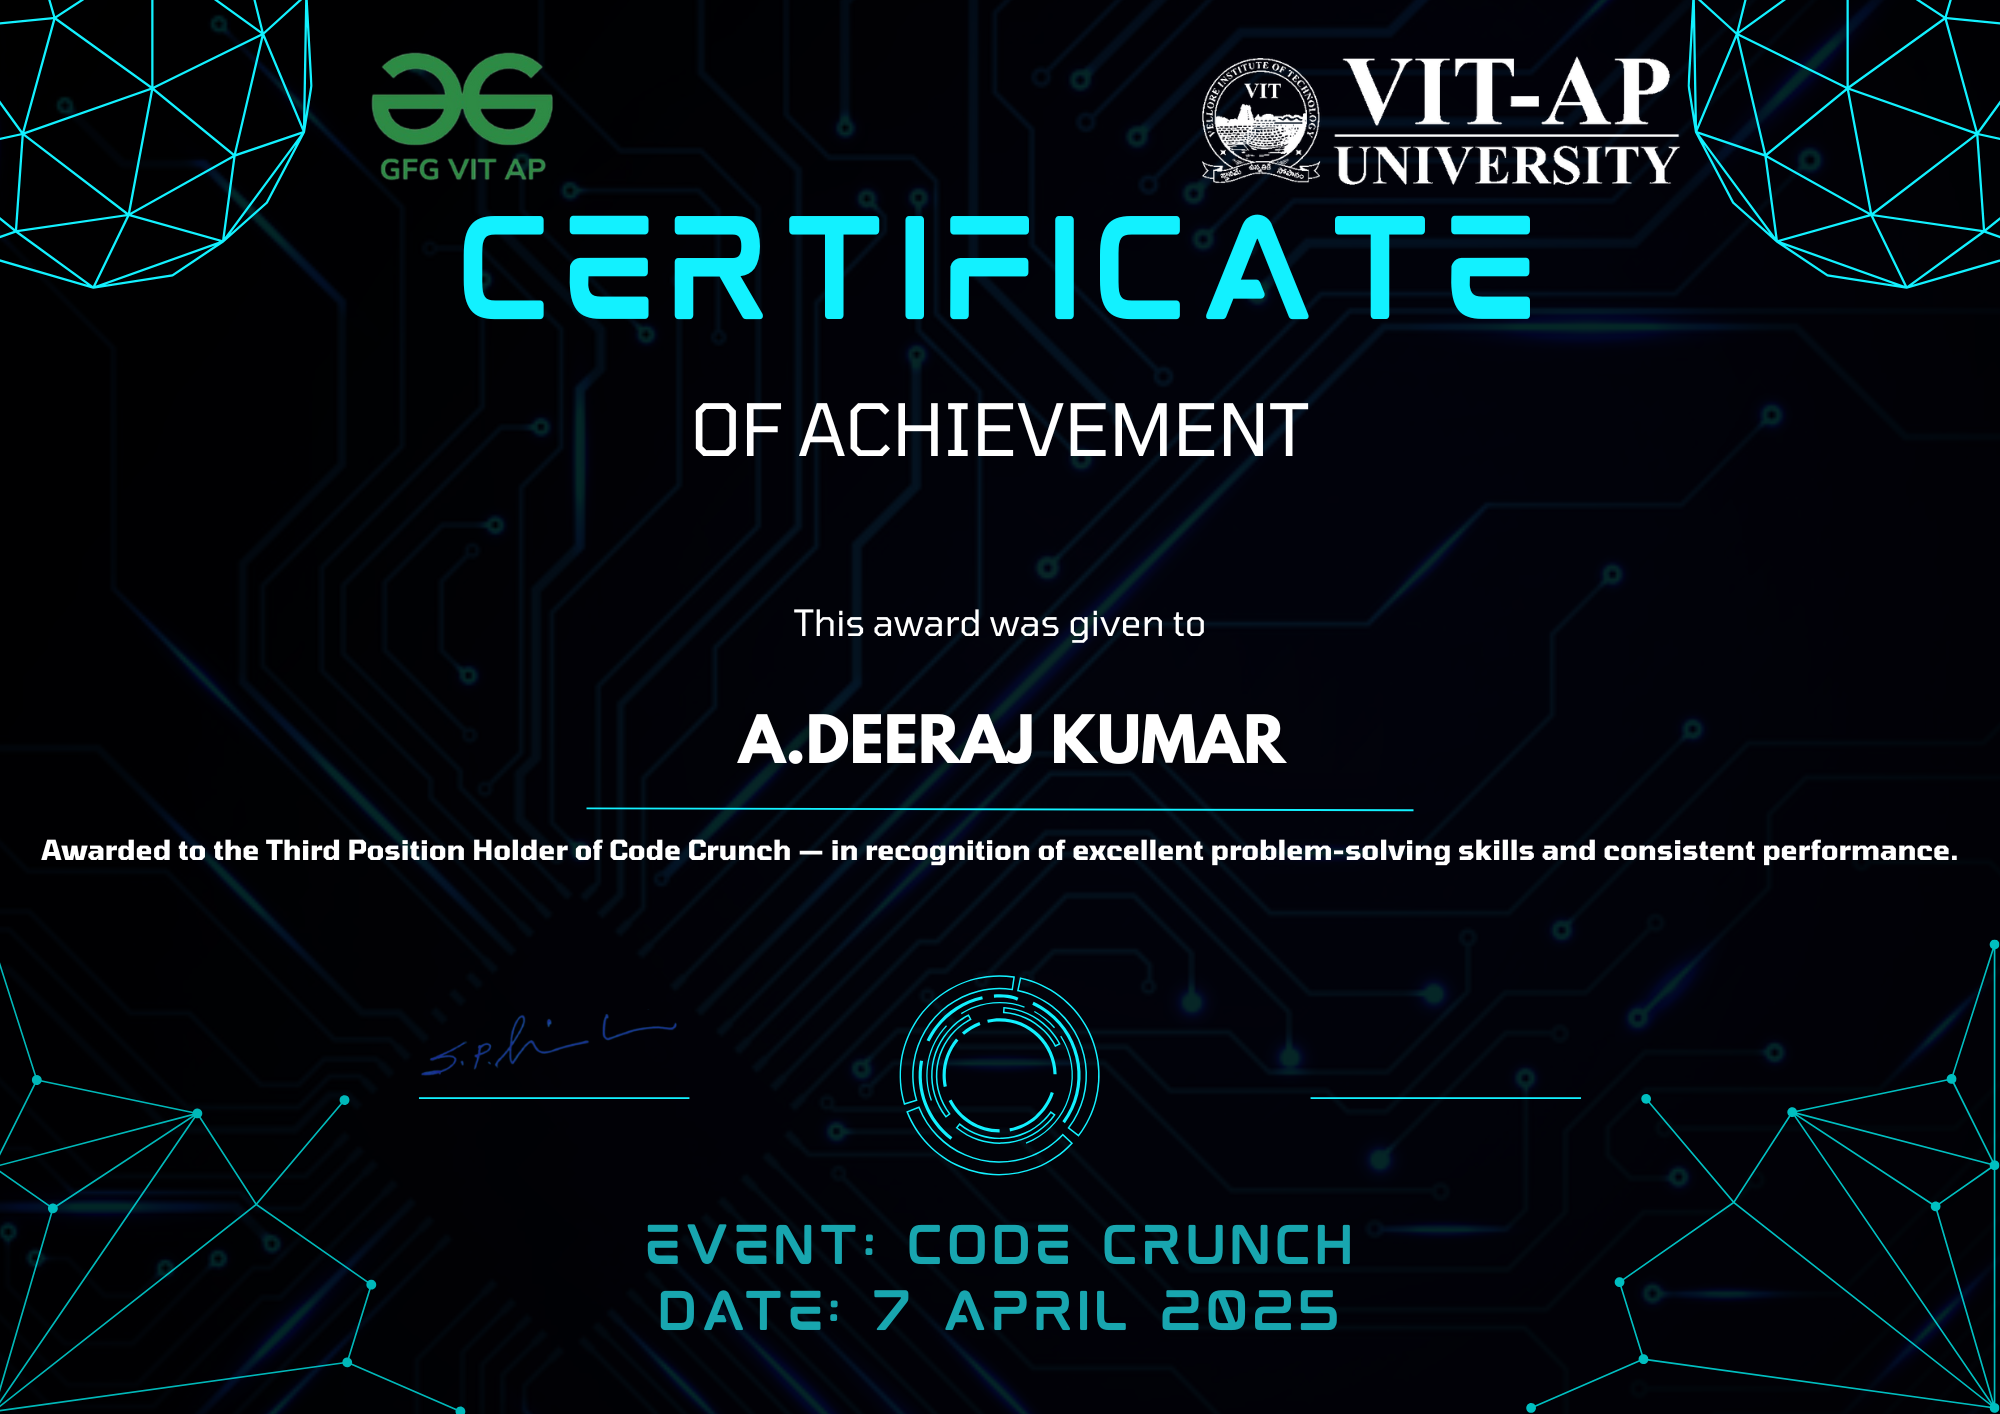 GFG VIT AP
VELLORE INSTITUTE OF TECHNOLOGY
VIT
VIT-AP
UNIVERSITY
CERTIFICATE
OF ACHIEVEMENT
This award was given to
A.DEERAJ KUMAR
Awarded to the Third Position Holder of Code Crunch — in recognition of excellent problem-solving skills and consistent performance.
S.P.
EVENT: CODE CRUNCH
DATE: 7 APRIL 2025